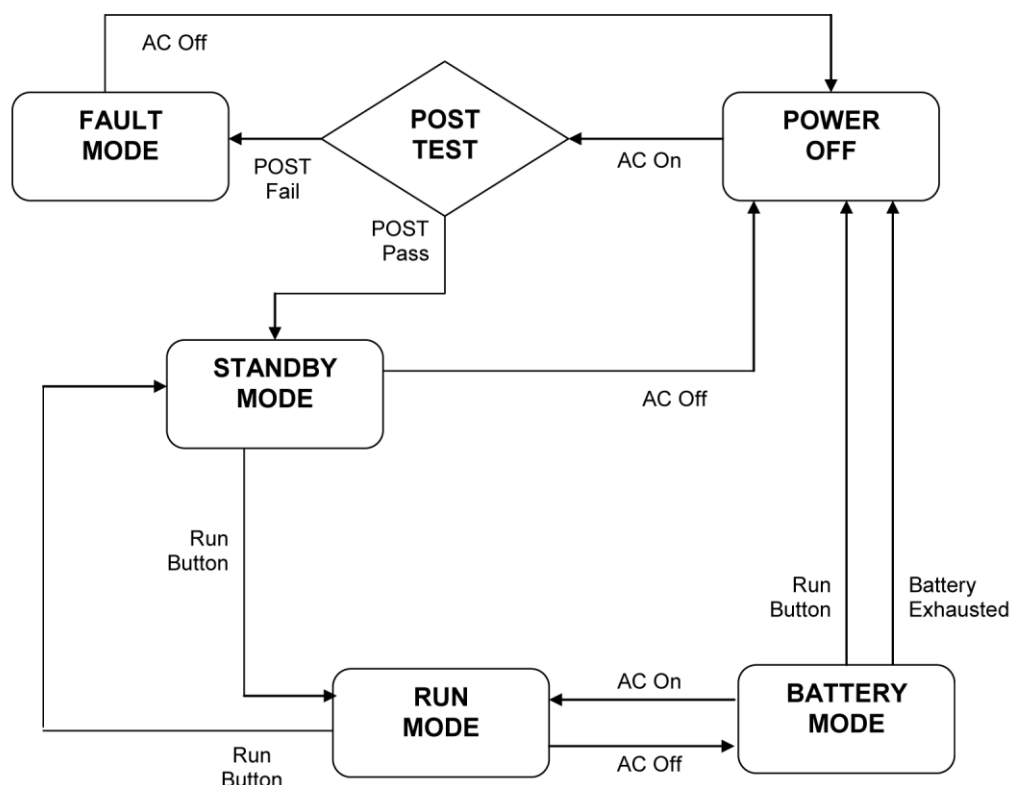 AC Off
FAULT
MODE
POST
TEST
POWER
OFF
POST
Fail
AC On
POST
Pass
STANDBY
MODE
AC Off
Run
Button
Run
Button
Battery
Exhausted
RUN
MODE
AC On
BATTERY
MODE
AC Off
Run
Button